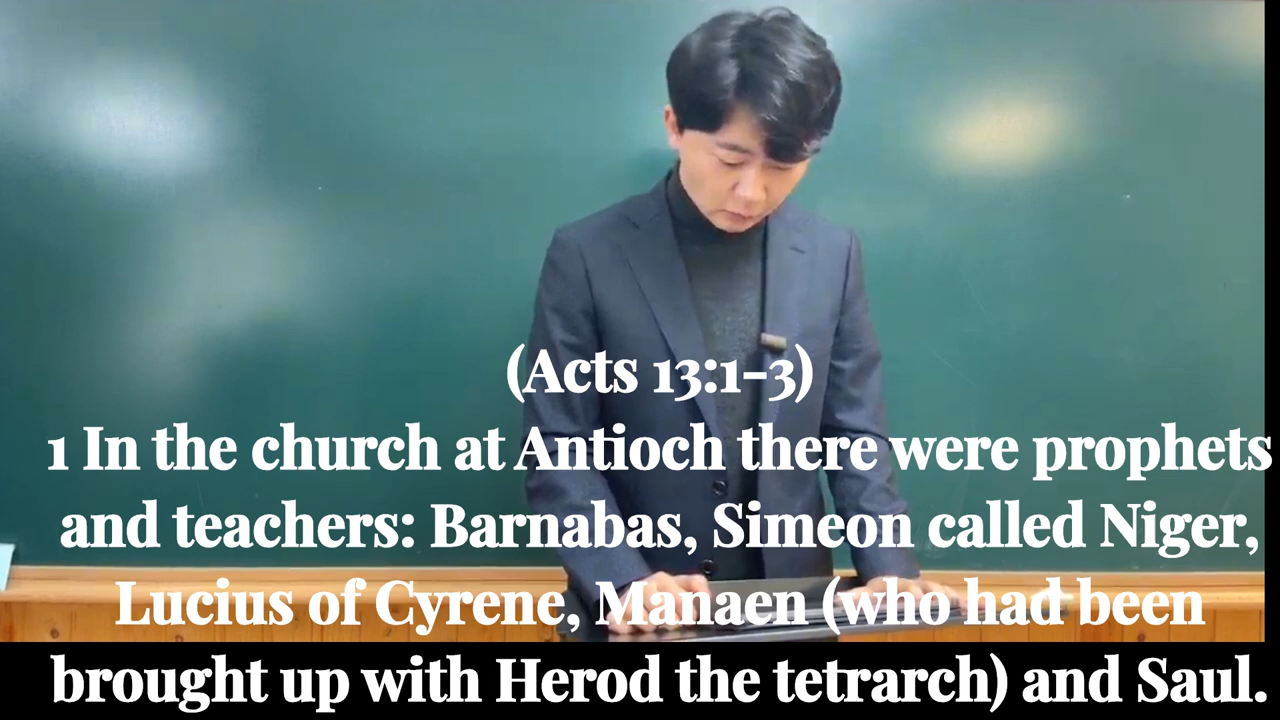 (Acts 13:1-3)
1 In the church at Antioch there were prophets
and teachers: Barnabas, Simeon called Niger,
Lucius of Cyrene, Manaen (who had been
brought up with Herod the tetrarch) and Saul.